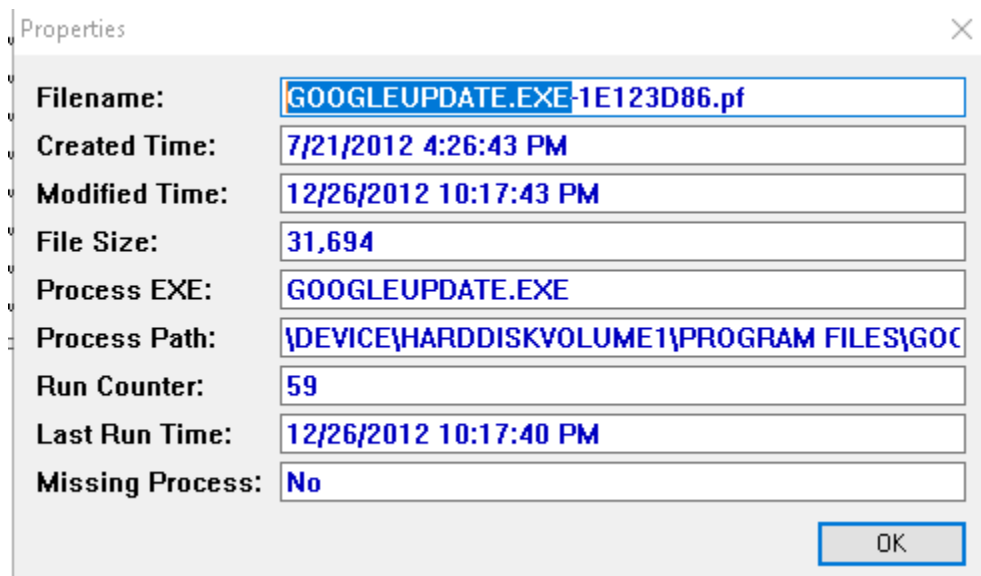 Properties
Filename: GOOGLEUPDATE.EXE-1E123D86.pf
Created Time: 7/21/2012 4:26:43 PM
Modified Time: 12/26/2012 10:17:43 PM
File Size: 31,694
Process EXE: GOOGLEUPDATE.EXE
Process Path: \DEVICE\HARDDISKVOLUME1\PROGRAM FILES\GOO
Run Counter: 59
Last Run Time: 12/26/2012 10:17:40 PM
Missing Process: No
OK